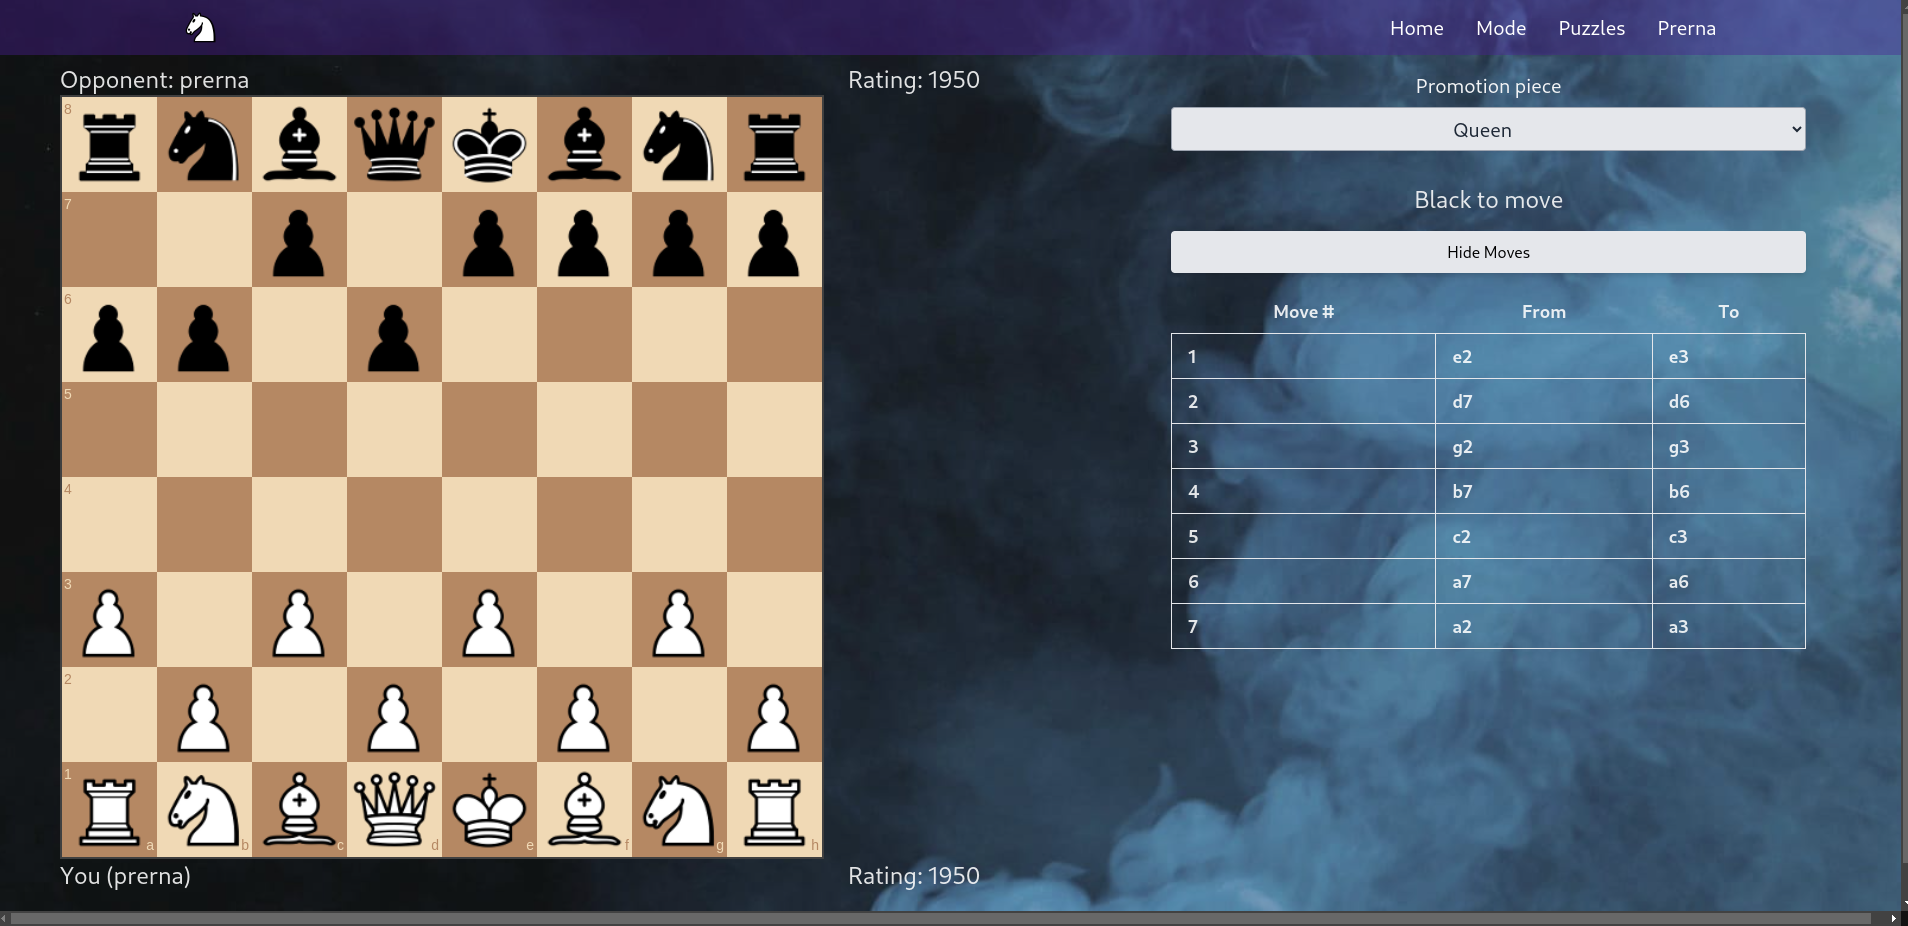 Home Mode Puzzles Prerna
Opponent: prerna Rating: 1950
8
7
6
5
4
3
2
1
a b c d e f g h
You (prerna) Rating: 1950
Promotion piece
Queen
Black to move
Hide Moves
Move # From To
1 e2 e3
2 d7 d6
3 g2 g3
4 b7 b6
5 c2 c3
6 a7 a6
7 a2 a3